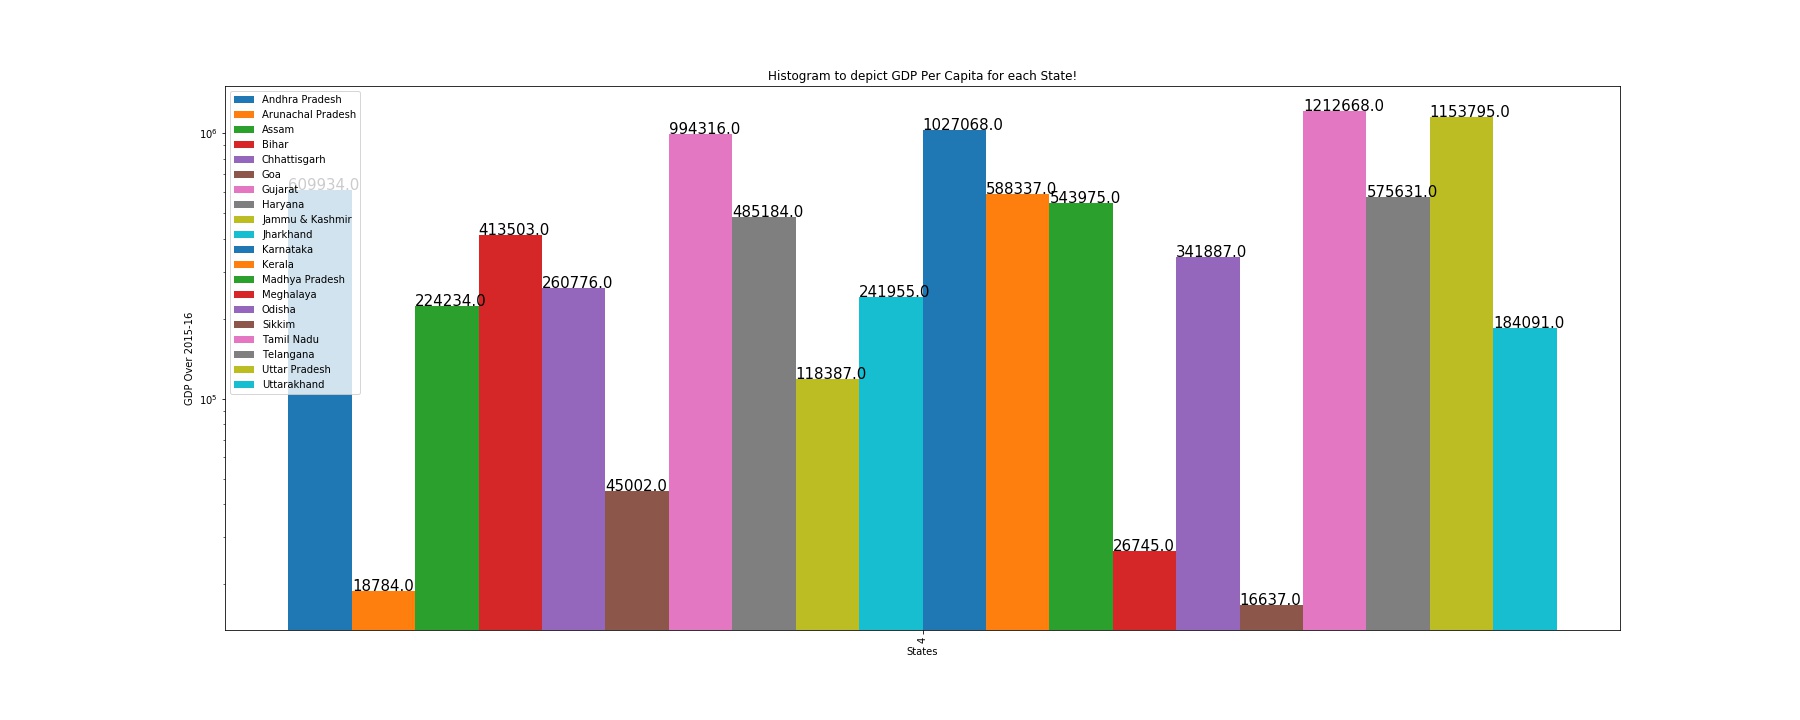 Histogram to depict GDP Per Capita for each State!
GDP Over 2015-16
10⁶
10⁵
Andhra Pradesh
Arunachal Pradesh
Assam
Bihar
Chhattisgarh
Goa
Gujarat
Haryana
Jammu & Kashmir
Jharkhand
Karnataka
Kerala
Madhya Pradesh
Meghalaya
Odisha
Sikkim
Tamil Nadu
Telangana
Uttar Pradesh
Uttarakhand
609934.0
18784.0
224234.0
413503.0
260776.0
45002.0
994316.0
485184.0
118387.0
241955.0
1027068.0
588337.0
543975.0
26745.0
341887.0
16637.0
1212668.0
575631.0
1153795.0
184091.0
4
States